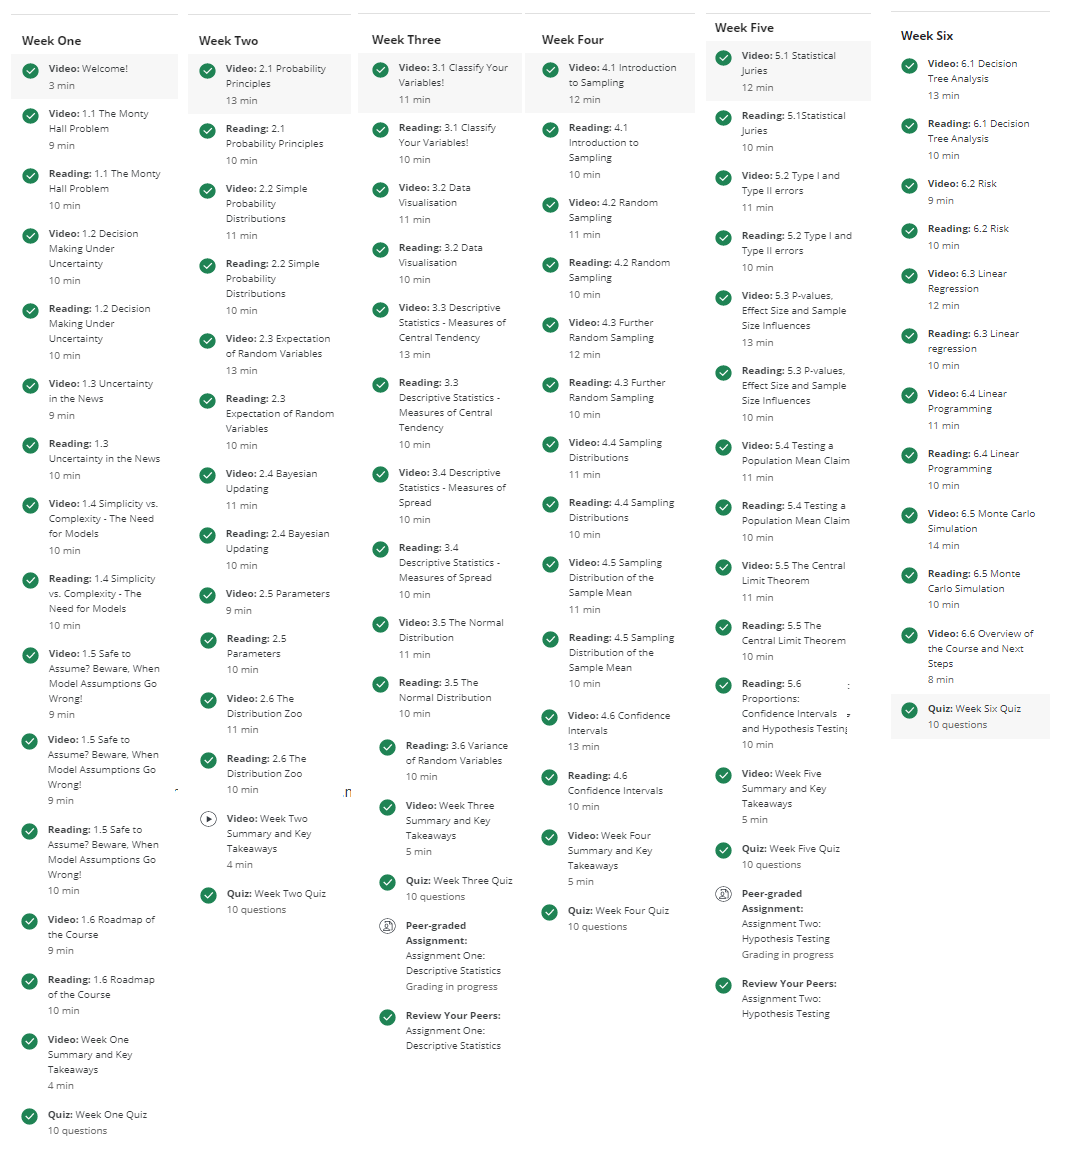 Week One
Video: Welcome!
3 min
Video: 1.1 The Monty
Hall Problem
9 min
Reading: 1.1 The Monty
Hall Problem
10 min
Video: 1.2 Decision
Making Under
Uncertainty
10 min
Reading: 1.2 Decision
Making Under
Uncertainty
10 min
Video: 1.3 Uncertainty
in the News
9 min
Reading: 1.3
Uncertainty in the News
10 min
Video: 1.4 Simplicity vs.
Complexity - The Need
for Models
10 min
Reading: 1.4 Simplicity
vs. Complexity - The
Need for Models
10 min
Video: 1.5 Safe to
Assume? Beware, When
Model Assumptions Go
Wrong!
9 min
Video: 1.5 Safe to
Assume? Beware, When
Model Assumptions Go
Wrong!
9 min
Reading: 1.5 Safe to
Assume? Beware, When
Model Assumptions Go
Wrong!
10 min
Video: 1.6 Roadmap of
the Course
9 min
Reading: 1.6 Roadmap
of the Course
10 min
Video: Week One
Summary and Key
Takeaways
4 min
Quiz: Week One Quiz
10 questions
Week Two
Video: 2.1 Probability
Principles
13 min
Reading: 2.1
Probability Principles
10 min
Video: 2.2 Simple
Probability
Distributions
11 min
Reading: 2.2 Simple
Probability
Distributions
10 min
Video: 2.3 Expectation
of Random Variables
13 min
Reading: 2.3
Expectation of Random
Variables
10 min
Video: 2.4 Bayesian
Updating
11 min
Reading: 2.4 Bayesian
Updating
10 min
Video: 2.5 Parameters
9 min
Reading: 2.5
Parameters
10 min
Video: 2.6 The
Distribution Zoo
11 min
Reading: 2.6 The
Distribution Zoo
10 min
Video: Week Two
Summary and Key
Takeaways
4 min
Quiz: Week Two Quiz
10 questions
Week Three
Video: 3.1 Classify Your
Variables!
11 min
Reading: 3.1 Classify
Your Variables!
10 min
Video: 3.2 Data
Visualisation
11 min
Reading: 3.2 Data
Visualisation
10 min
Video: 3.3 Descriptive
Statistics - Measures of
Central Tendency
13 min
Reading: 3.3
Descriptive Statistics -
Measures of Central
Tendency
10 min
Video: 3.4 Descriptive
Statistics - Measures of
Spread
10 min
Reading: 3.4
Descriptive Statistics -
Measures of Spread
10 min
Video: 3.5 The Normal
Distribution
11 min
Reading: 3.5 The
Normal Distribution
10 min
Reading: 3.6 Variance
of Random Variables
10 min
Video: Week Three
Summary and Key
Takeaways
5 min
Quiz: Week Three Quiz
10 questions
Peer-graded
Assignment:
Assignment One:
Descriptive Statistics
Grading in progress
Review Your Peers:
Assignment One:
Descriptive Statistics
Week Four
Video: 4.1 Introduction
to Sampling
12 min
Reading: 4.1
Introduction to
Sampling
10 min
Video: 4.2 Random
Sampling
11 min
Reading: 4.2 Random
Sampling
10 min
Video: 4.3 Further
Random Sampling
12 min
Reading: 4.3 Further
Random Sampling
10 min
Video: 4.4 Sampling
Distributions
11 min
Reading: 4.4 Sampling
Distributions
10 min
Video: 4.5 Sampling
Distribution of the
Sample Mean
11 min
Reading: 4.5 Sampling
Distribution of the
Sample Mean
10 min
Video: 4.6 Confidence
Intervals
13 min
Reading: 4.6
Confidence Intervals
10 min
Video: Week Four
Summary and Key
Takeaways
5 min
Quiz: Week Four Quiz
10 questions
Week Five
Video: 5.1 Statistical
Juries
12 min
Reading: 5.1Statistical
Juries
10 min
Video: 5.2 Type I and
Type II errors
11 min
Reading: 5.2 Type I and
Type II errors
10 min
Video: 5.3 P-values,
Effect Size and Sample
Size Influences
13 min
Reading: 5.3 P-values,
Effect Size and Sample
Size Influences
10 min
Video: 5.4 Testing a
Population Mean Claim
11 min
Reading: 5.4 Testing a
Population Mean Claim
10 min
Video: 5.5 The Central
Limit Theorem
11 min
Reading: 5.5 The
Central Limit Theorem
10 min
Reading: 5.6
Proportions:
Confidence Intervals
and Hypothesis Testing
10 min
Video: Week Five
Summary and Key
Takeaways
5 min
Quiz: Week Five Quiz
10 questions
Peer-graded
Assignment:
Assignment Two:
Hypothesis Testing
Grading in progress
Review Your Peers:
Assignment Two:
Hypothesis Testing
Week Six
Video: 6.1 Decision
Tree Analysis
13 min
Reading: 6.1 Decision
Tree Analysis
10 min
Video: 6.2 Risk
9 min
Reading: 6.2 Risk
10 min
Video: 6.3 Linear
Regression
12 min
Reading: 6.3 Linear
regression
10 min
Video: 6.4 Linear
Programming
11 min
Reading: 6.4 Linear
Programming
10 min
Video: 6.5 Monte Carlo
Simulation
14 min
Reading: 6.5 Monte
Carlo Simulation
10 min
Video: 6.6 Overview of
the Course and Next
Steps
8 min
Quiz: Week Six Quiz
10 questions